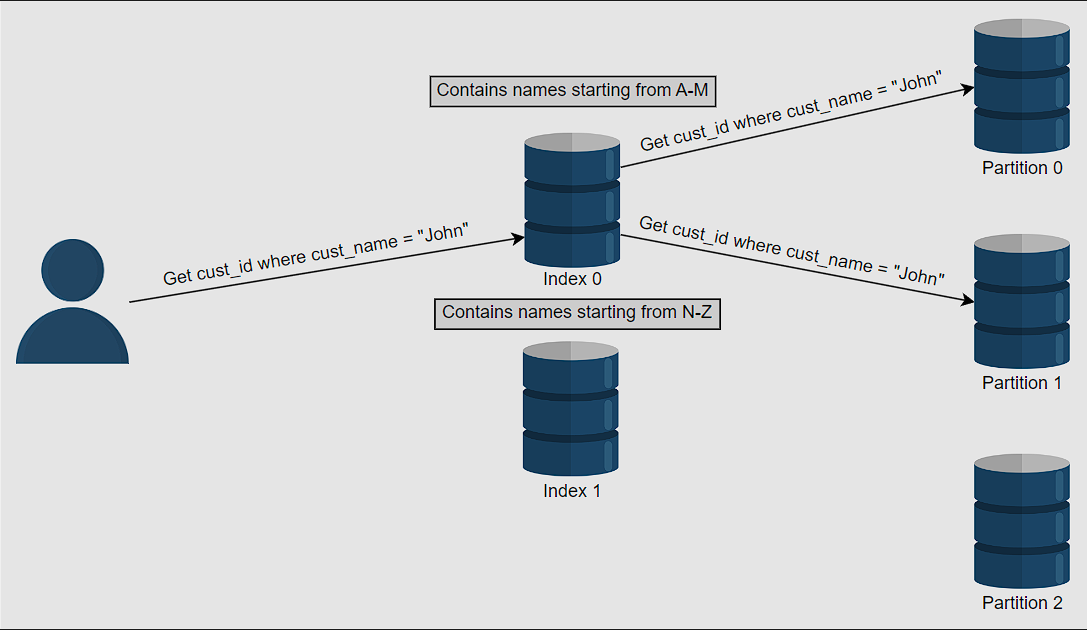 Contains names starting from A-M
Get cust_id where cust_name = "John"
Partition 0
Get cust_id where cust_name = "John"
Get cust_id where cust_name = "John"
Index 0
Contains names starting from N-Z
Partition 1
Index 1
Partition 2